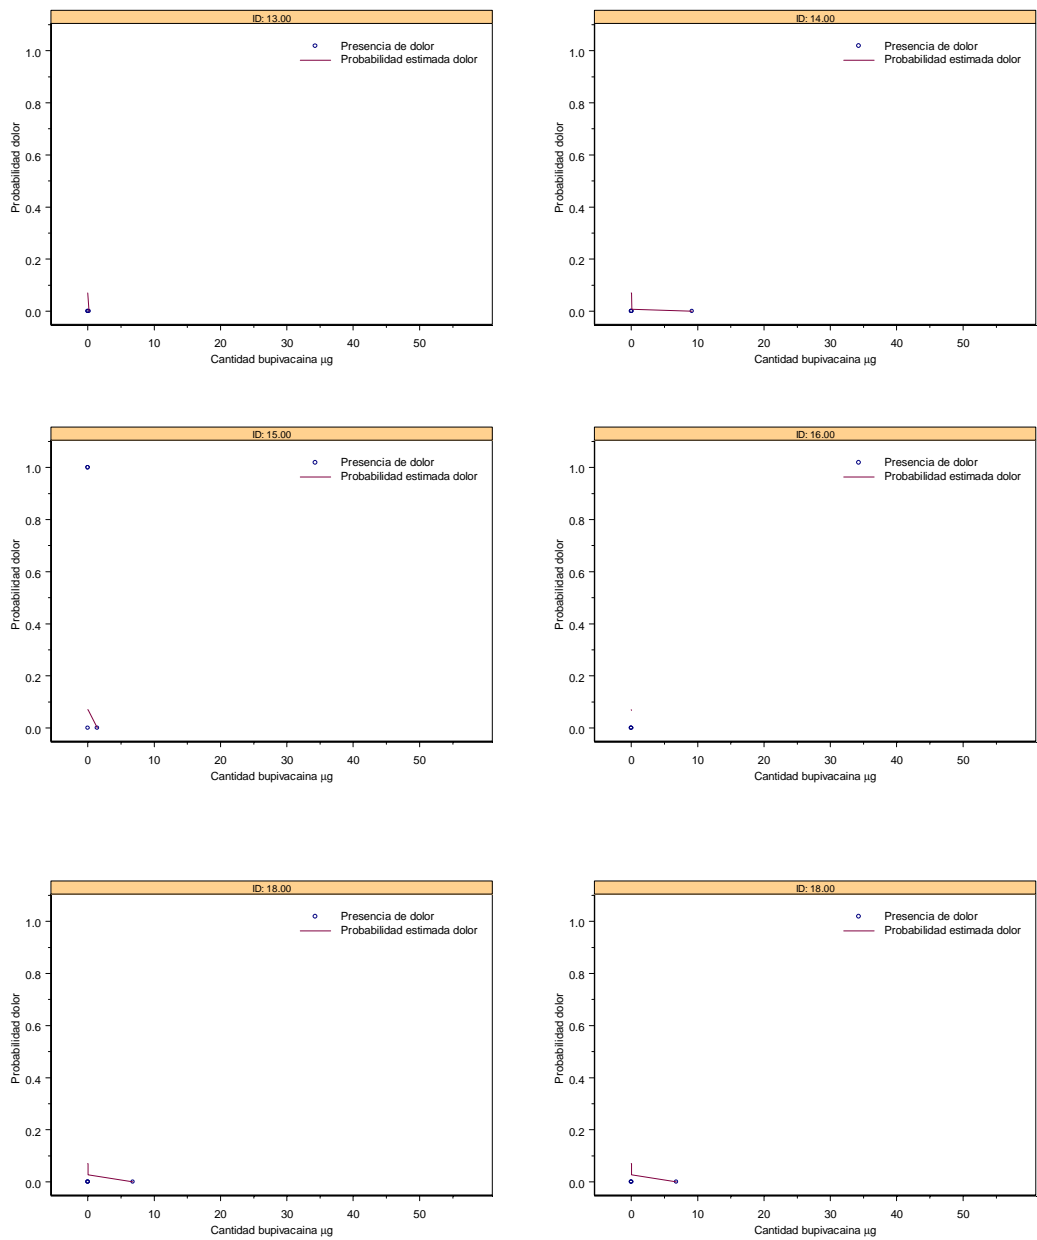 ID: 13.00
Presencia de dolor
Probabilidad estimada dolor
Probabilidad dolor
1.0
0.8
0.6
0.4
0.2
0.0
0 10 20 30 40 50
Cantidad bupivacaina µg
ID: 14.00
Presencia de dolor
Probabilidad estimada dolor
Probabilidad dolor
1.0
0.8
0.6
0.4
0.2
0.0
0 10 20 30 40 50
Cantidad bupivacaina µg
ID: 15.00
Presencia de dolor
Probabilidad estimada dolor
Probabilidad dolor
1.0
0.8
0.6
0.4
0.2
0.0
0 10 20 30 40 50
Cantidad bupivacaina µg
ID: 16.00
Presencia de dolor
Probabilidad estimada dolor
Probabilidad dolor
1.0
0.8
0.6
0.4
0.2
0.0
0 10 20 30 40 50
Cantidad bupivacaina µg
ID: 18.00
Presencia de dolor
Probabilidad estimada dolor
Probabilidad dolor
1.0
0.8
0.6
0.4
0.2
0.0
0 10 20 30 40 50
Cantidad bupivacaina µg
ID: 18.00
Presencia de dolor
Probabilidad estimada dolor
Probabilidad dolor
1.0
0.8
0.6
0.4
0.2
0.0
0 10 20 30 40 50
Cantidad bupivacaina µg